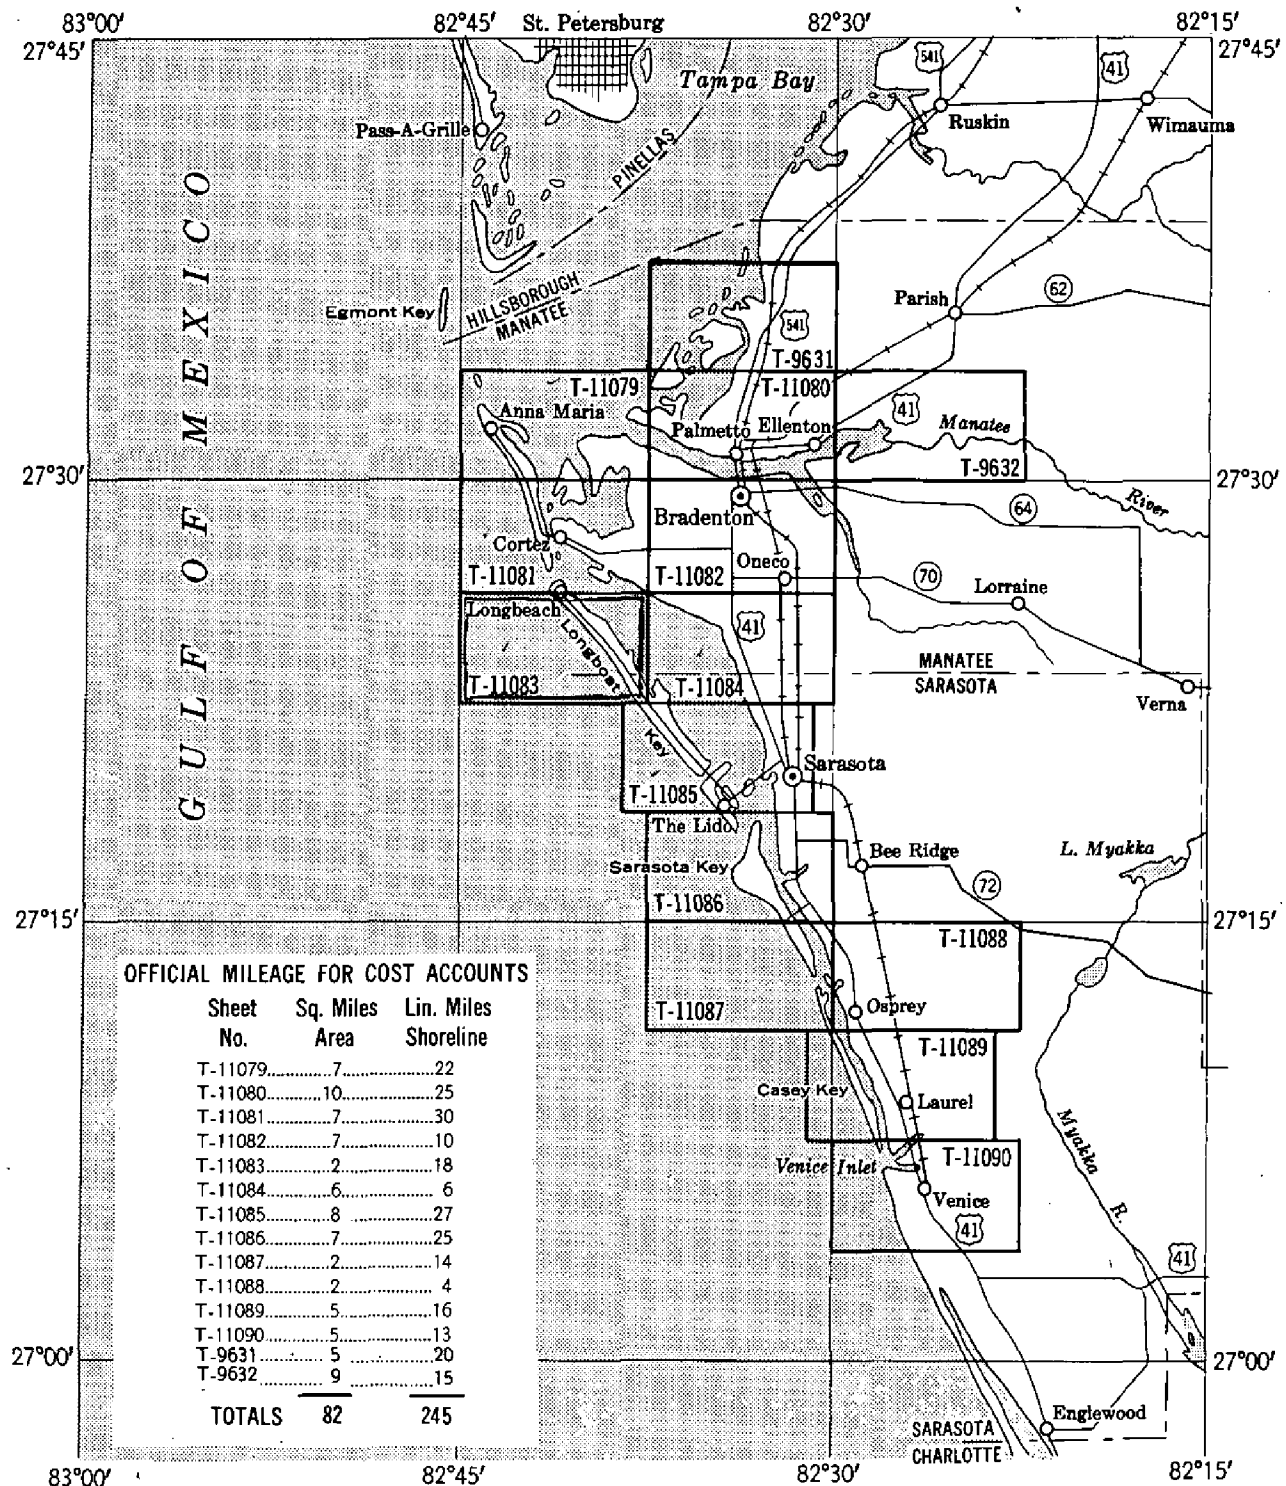 83°00′ 82°45′ St. Petersburg 82°30′ 82°15′
27°45′ 27°45′
541
41
Tampa Bay
Pass-A-Grille
Ruskin
Wimauma
PINELLAS
GULF OF MEXICO
HILLSBOROUGH
MANATEE
Egmont Key
Parish
62
541
T-9631
T-11079
T-11080
Anna Maria
41
Palmetto
Ellenton
Manatee
T-9632
27°30′ 27°30′
River
64
Bradenton
Cortez
Oneco
T-11081
T-11082
70
Lorraine
Longbeach
Longboat
Key
41
T-11083
T-11084
MANATEE
SARASOTA
Verna
Sarasota
T-11085
The Lido
Sarasota Key
Bee Ridge
L. Myakka
72
T-11086
27°15′ 27°15′
T-11088
T-11087
Osprey
T-11089
Casey Key
Laurel
Myakka
R.
Venice Inlet
T-11090
Venice
41
41
27°00′ 27°00′
Englewood
SARASOTA
CHARLOTTE
OFFICIAL MILEAGE FOR COST ACCOUNTS
Sheet Sq. Miles Lin. Miles
No. Area Shoreline
T-11079..............7..................22
T-11080............10..................25
T-11081..............7..................30
T-11082..............7..................10
T-11083..............2..................18
T-11084..............6.................. 6
T-11085..............8..................27
T-11086..............7..................25
T-11087..............2..................14
T-11088..............2.................. 4
T-11089..............5..................16
T-11090..............5..................13
T-9631 ..............5..................20
T-9632 ..............9..................15
TOTALS 82 245
83°00′ 82°45′ 82°30′ 82°15′